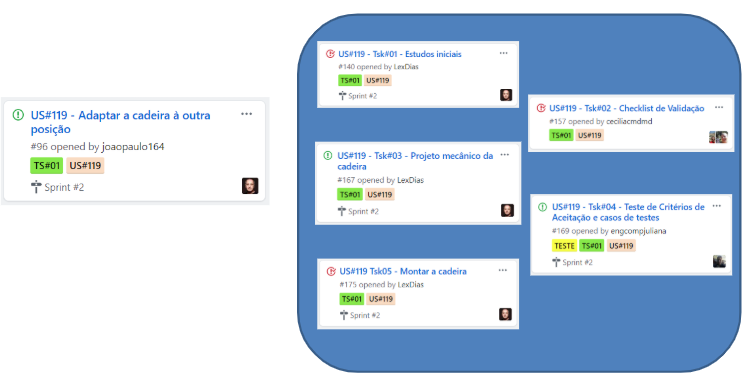 US#119 - Adaptar a cadeira à outra
posição
#96 opened by joaopaulo164
TS#01 US#119
Sprint #2
US#119 - Tsk#01 - Estudos iniciais
#140 opened by LexDias
TS#01 US#119
Sprint #2
US#119 - Tsk#02 - Checklist de Validação
#157 opened by ceciliacmdmd
TS#01 US#119
US#119 - Tsk#03 - Projeto mecânico da
cadeira
#167 opened by LexDias
TS#01 US#119
Sprint #2
US#119 - Tsk#04 - Teste de Critérios de
Aceitação e casos de testes
#169 opened by engcompjuliana
TESTE TS#01 US#119
Sprint #2
US#119 Tsk05 - Montar a cadeira
#175 opened by LexDias
TS#01 US#119
Sprint #2